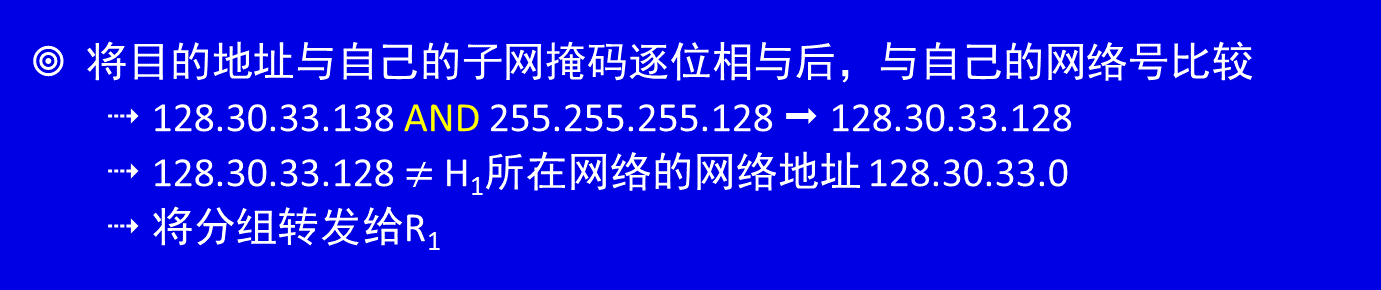 将目的地址与自己的子网掩码逐位相与后，与自己的网络号比较
128.30.33.138 AND 255.255.255.128 ➞ 128.30.33.128
128.30.33.128 ≠ H₁所在网络的网络地址128.30.33.0
将分组转发给R₁